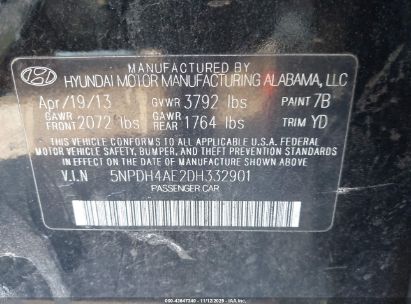 MANUFACTURED BY
HYUNDAI MOTOR MANUFACTURING ALABAMA, LLC
Apr/19/13 GVWR 3792 lbs PAINT 7B
GAWR FRONT 2072 lbs GAWR REAR 1764 lbs TRIM YD
THIS VEHICLE CONFORMS TO ALL APPLICABLE U.S.A. FEDERAL
MOTOR VEHICLE SAFETY, BUMPER, AND THEFT PREVENTION STANDARDS
IN EFFECT ON THE DATE OF MANUFACTURE SHOWN ABOVE.
V.I.N 5NPDH4AE2DH332901
PASSENGER CAR